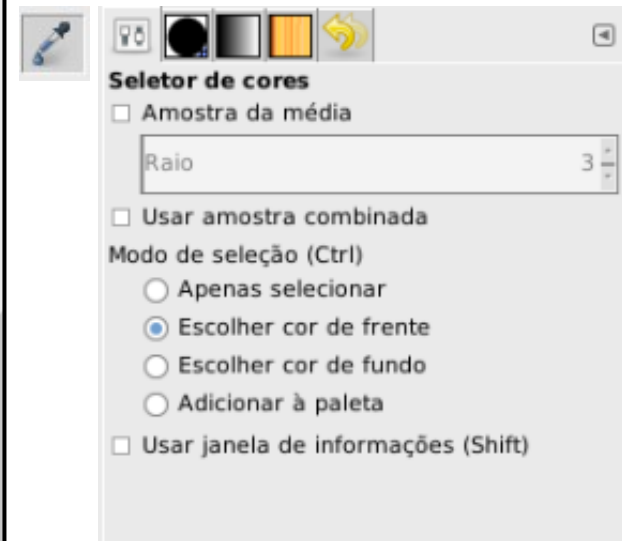 Seletor de cores
Amostra da média
Raio 3
Usar amostra combinada
Modo de seleção (Ctrl)
Apenas selecionar
Escolher cor de frente
Escolher cor de fundo
Adicionar à paleta
Usar janela de informações (Shift)